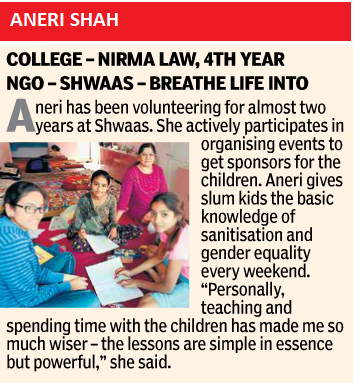 ANERI SHAH
COLLEGE – NIRMA LAW, 4TH YEAR
NGO – SHWAAS – BREATHE LIFE INTO
Aneri has been volunteering for almost two
years at Shwaas. She actively participates in
organising events to
get sponsors for the
children. Aneri gives
slum kids the basic
knowledge of
sanitisation and
gender equality
every weekend.
“Personally,
teaching and
spending time with the children has made me so
much wiser – the lessons are simple in essence
but powerful,” she said.